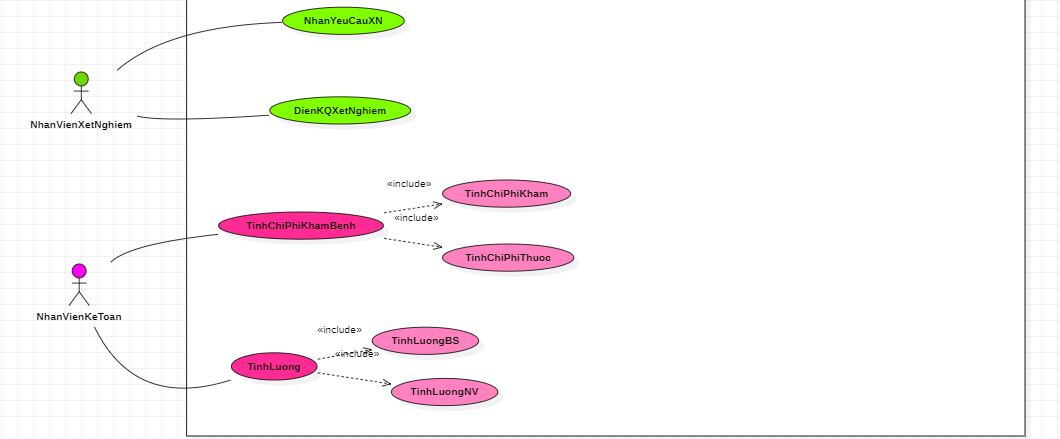 NhanYeuCauXN
DienKQXetNghiem
NhanVienXetNghiem
«include»
TinhChiPhiKham
«include»
TinhChiPhiKhamBenh
TinhChiPhiThuoc
NhanVienKeToan
«include»
TinhLuongBS
«include»
TinhLuong
TinhLuongNV